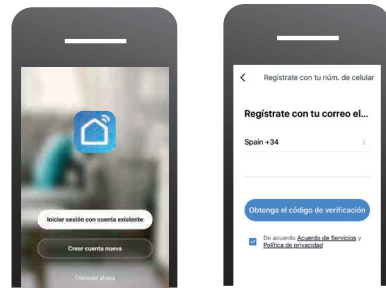 Iniciar sesión con cuenta existente
Crear cuenta nueva
Regístrate con tu núm. de celular
Regístrate con tu correo el...
Spain +34
Obtenga el código de verificación
De acuerdo Acuerdo de Servicios y
Política de privacidad